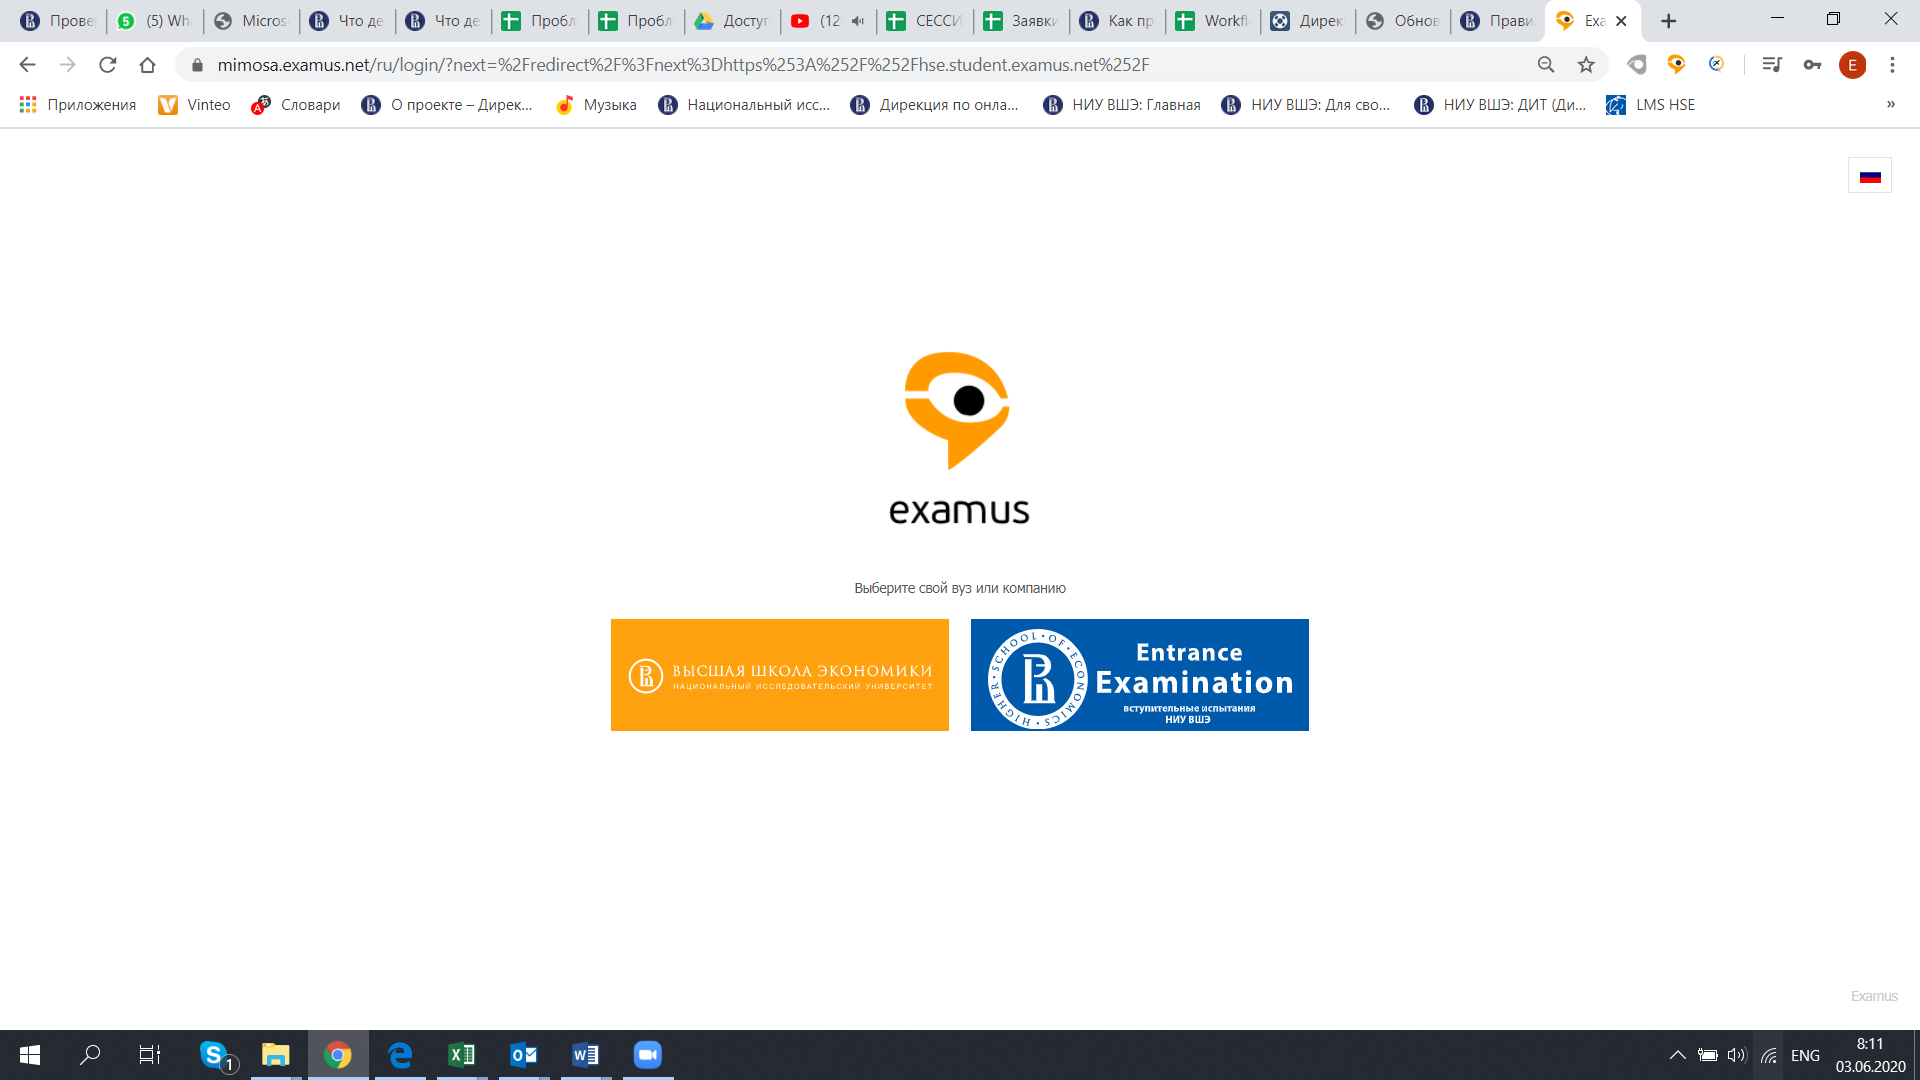 Прове
(5) Wh
Micros
Что де
Что де
Пробл
Пробл
Доступ
(12
СЕССИ
Заявки
Как пр
Workfl
Дирек
Обнов
Прави
Exa
mimosa.examus.net/ru/login/?next=%2Fredirect%2F%3Fnext%3Dhttps%253A%252F%252Fhse.student.examus.net%252F
E
Приложения
Vinteo
Словари
О проекте – Дирек...
Музыка
Национальный исс...
Дирекция по онла...
НИУ ВШЭ: Главная
НИУ ВШЭ: Для сво...
НИУ ВШЭ: ДИТ (Ди...
LMS HSE
»
examus
Выберите свой вуз или компанию
ВЫСШАЯ ШКОЛА ЭКОНОМИКИ
НАЦИОНАЛЬНЫЙ ИССЛЕДОВАТЕЛЬСКИЙ УНИВЕРСИТЕТ
HIGHER • SCHOOL • OF • ECONOMICS •
Entrance
Examination
вступительные испытания
НИУ ВШЭ
Examus
1
ENG
8:11
03.06.2020